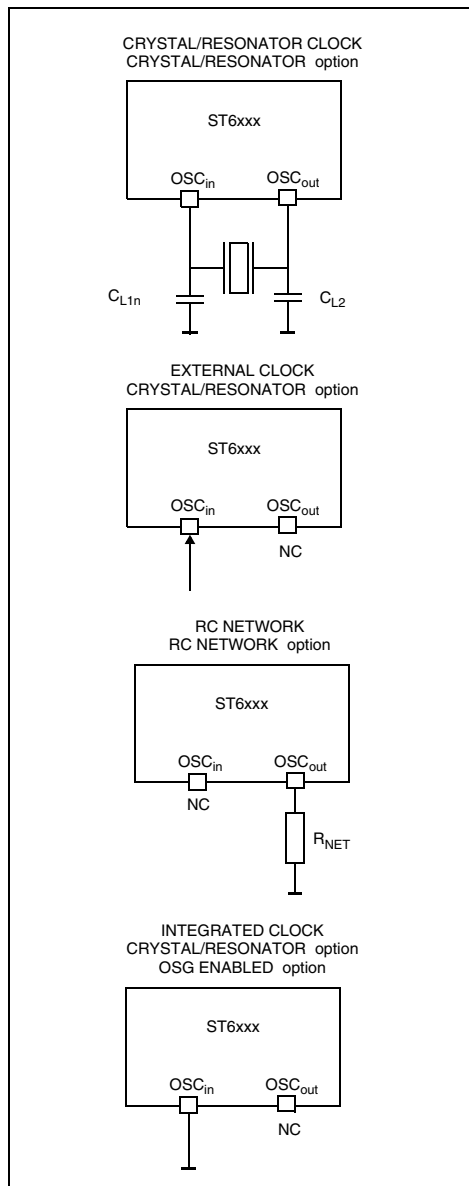 CRYSTAL/RESONATOR CLOCK
CRYSTAL/RESONATOR option
ST6xxx
OSCin OSCout
CL1n CL2
EXTERNAL CLOCK
CRYSTAL/RESONATOR option
ST6xxx
OSCin OSCout
NC
RC NETWORK
RC NETWORK option
ST6xxx
OSCin OSCout
NC
RNET
INTEGRATED CLOCK
CRYSTAL/RESONATOR option
OSG ENABLED option
ST6xxx
OSCin OSCout
NC